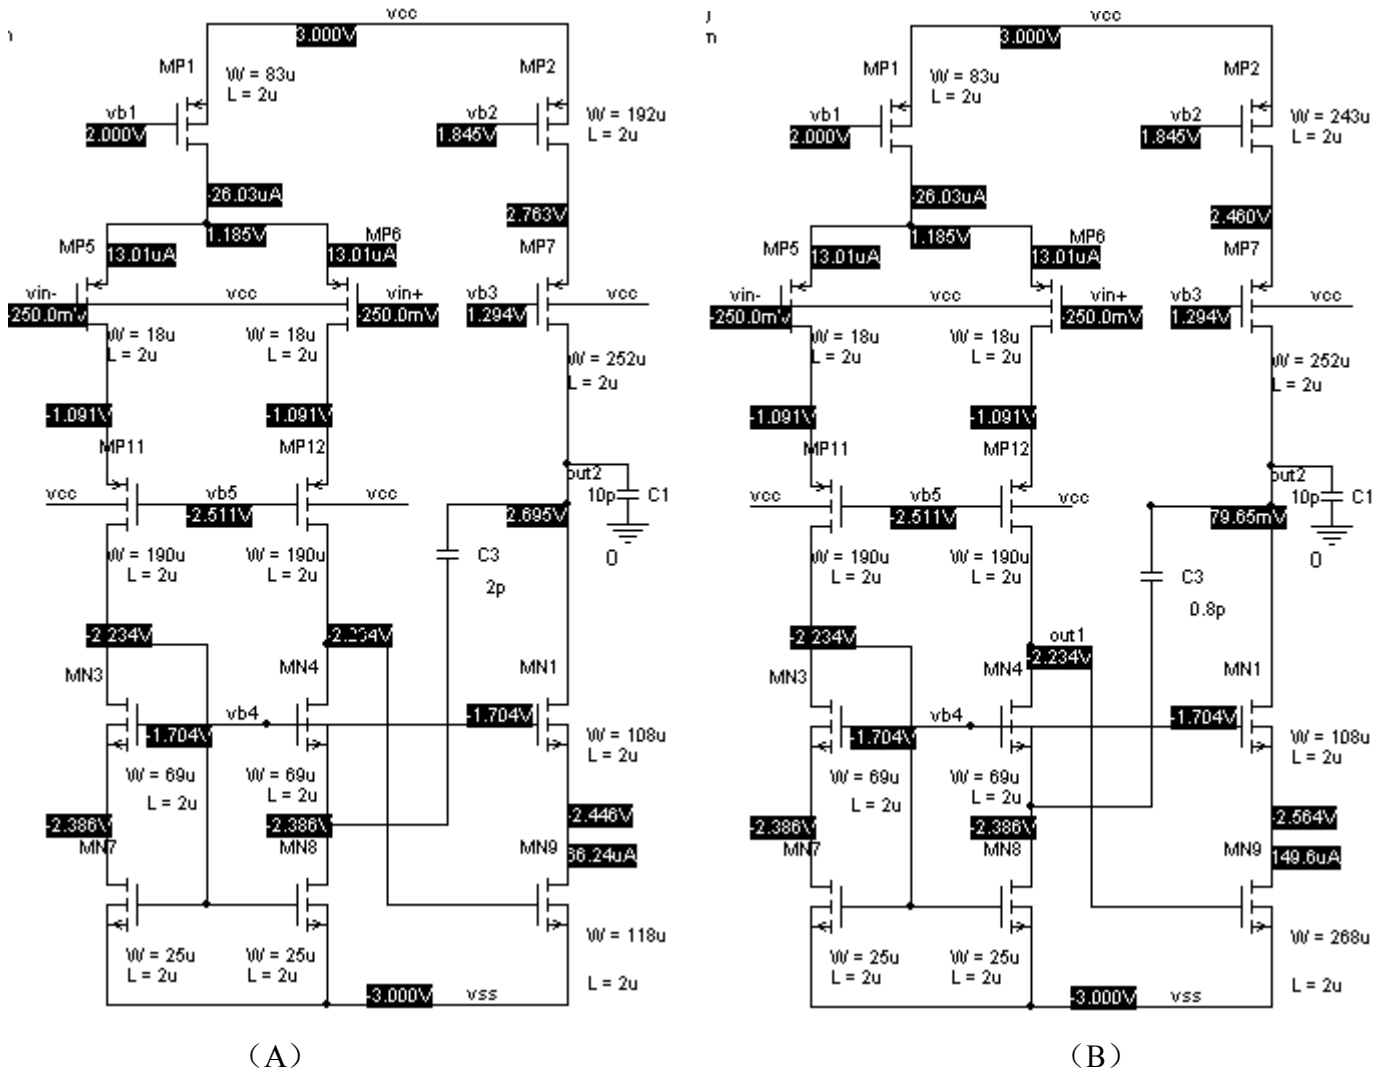 vcc
3.000V
MP1
W = 83u
L = 2u
MP2
vb1
2.000V
vb2
1.845V
W = 192u
L = 2u
-26.03uA
1.185V
2.763V
MP5
13.01uA
MP6
13.01uA
MP7
vin-
-250.0mV
vcc
vin+
-250.0mV
vb3
1.294V
vcc
W = 18u
L = 2u
W = 18u
L = 2u
W = 252u
L = 2u
-1.091V
-1.091V
MP11
MP12
out2
vcc
vb5
-2.511V
vcc
10p
C1
2.695V
0
W = 190u
L = 2u
W = 190u
L = 2u
C3
2p
-2.234V
-2.234V
MN3
MN4
MN1
vb4
-1.704V
-1.704V
W = 108u
L = 2u
W = 69u
L = 2u
W = 69u
L = 2u
-2.386V
-2.386V
-2.446V
MN7
MN8
MN9
66.24uA
W = 118u
L = 2u
W = 25u
L = 2u
W = 25u
L = 2u
-3.000V
vss
（A）
vcc
3.000V
MP1
W = 83u
L = 2u
MP2
vb1
2.000V
vb2
1.845V
W = 243u
L = 2u
-26.03uA
1.185V
2.460V
MP5
13.01uA
MP6
13.01uA
MP7
vin-
-250.0mV
vcc
vin+
-250.0mV
vb3
1.294V
vcc
W = 18u
L = 2u
W = 18u
L = 2u
W = 252u
L = 2u
-1.091V
-1.091V
MP11
MP12
out2
vcc
vb5
-2.511V
vcc
10p
C1
79.65mV
0
W = 190u
L = 2u
W = 190u
L = 2u
C3
0.8p
-2.234V
out1
-2.234V
MN3
MN4
MN1
vb4
-1.704V
-1.704V
W = 108u
L = 2u
W = 69u
L = 2u
W = 69u
L = 2u
-2.386V
-2.386V
-2.564V
MN7
MN8
MN9
149.6uA
W = 268u
L = 2u
W = 25u
L = 2u
W = 25u
L = 2u
-3.000V
vss
（B）